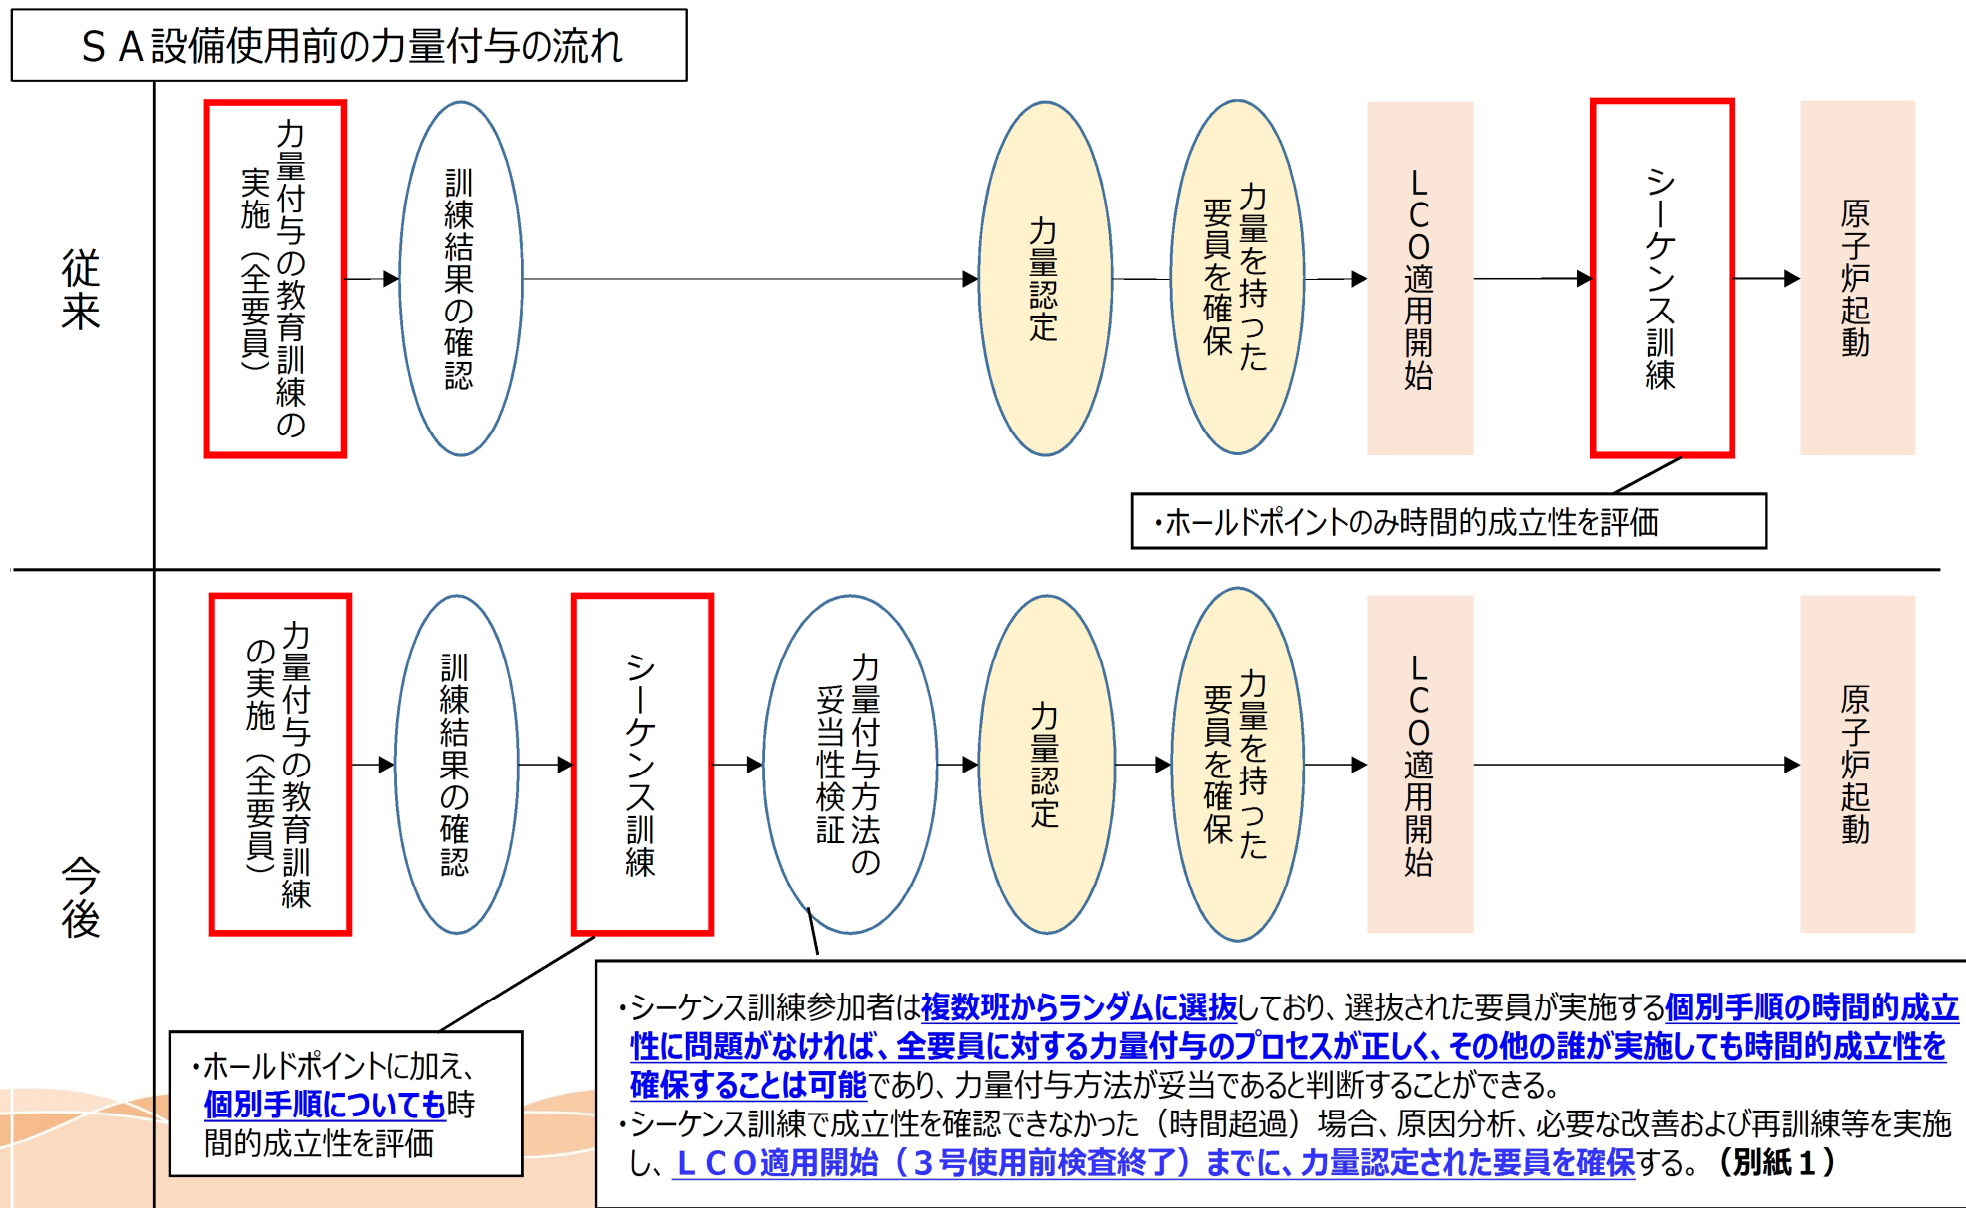 ＳＡ設備使用前の力量付与の流れ
従来
力量付与の教育訓練の
実施（全要員）
訓練結果の確認
力量認定
力量を持つた
要員を確保
ＬＣＯ適用開始
シーケンス訓練
原子炉起動
・ホールドポイントのみ時間的成立性を評価
今後
力量付与の教育訓練
の実施（全要員）
訓練結果の確認
シーケンス訓練
力量付与方法の
妥当性検証
力量認定
力量を持つた
要員を確保
ＬＣＯ適用開始
原子炉起動
・ホールドポイントに加え、
個別手順についても時
間的成立性を評価
・シーケンス訓練参加者は複数班からランダムに選抜しており、選抜された要員が実施する個別手順の時間的成立
性に問題がなければ、全要員に対する力量付与のプロセスが正しく、その他の誰が実施しても時間的成立性を
確保することは可能であり、力量付与方法が妥当であると判断することができる。
・シーケンス訓練で成立性を確認できなかった（時間超過）場合、原因分析、必要な改善および再訓練等を実施
し、ＬＣＯ適用開始（３号使用前検査終了）までに、力量認定された要員を確保する。（別紙１）